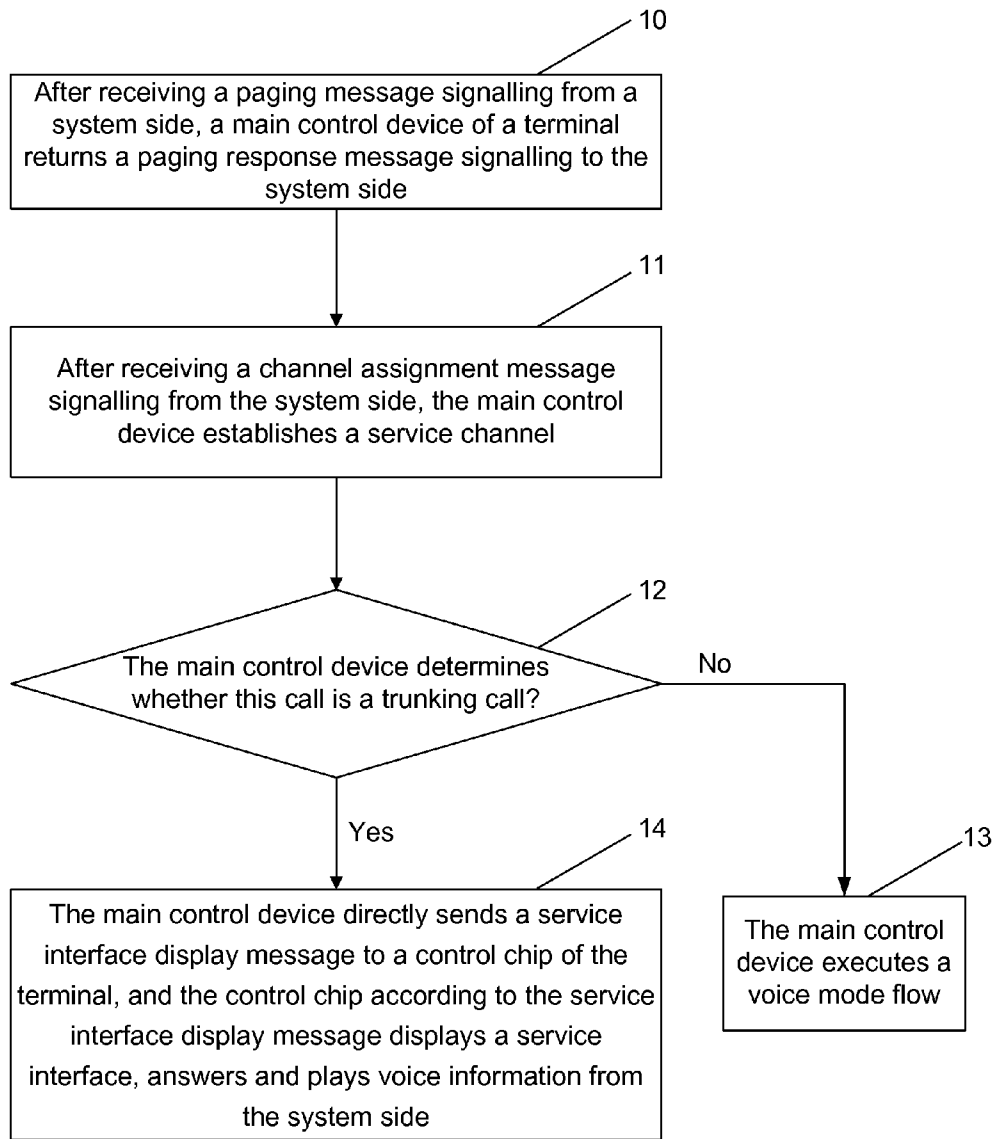 10
After receiving a paging message signalling from a
system side, a main control device of a terminal
returns a paging response message signalling to the
system side
11
After receiving a channel assignment message
signalling from the system side, the main control
device establishes a service channel
12
The main control device determines
whether this call is a trunking call?
No
Yes
14
The main control device directly sends a service
interface display message to a control chip of the
terminal, and the control chip according to the service
interface display message displays a service
interface, answers and plays voice information from
the system side
13
The main control
device executes a
voice mode flow